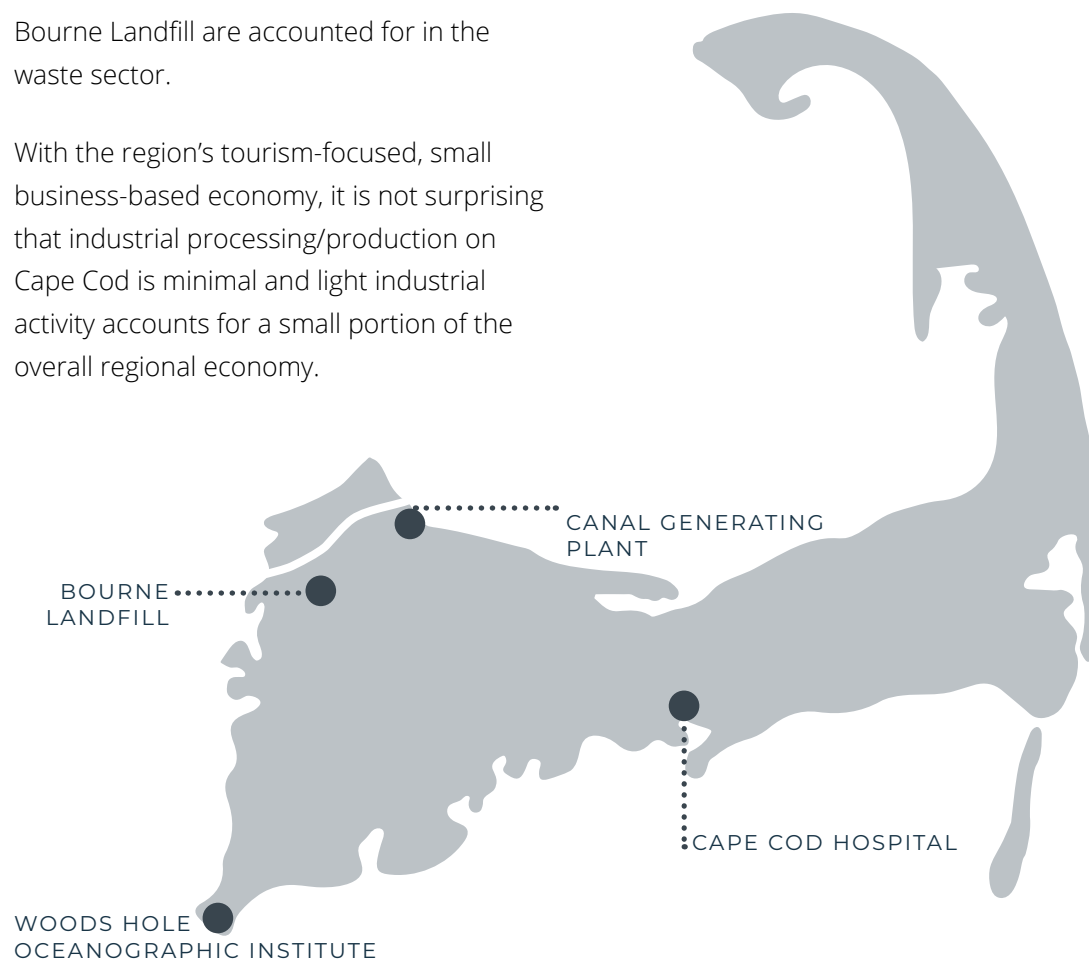 Bourne Landfill are accounted for in the
waste sector.
With the region’s tourism-focused, small
business-based economy, it is not surprising
that industrial processing/production on
Cape Cod is minimal and light industrial
activity accounts for a small portion of the
overall regional economy.
CANAL GENERATING
PLANT
BOURNE
LANDFILL
CAPE COD HOSPITAL
WOODS HOLE
OCEANOGRAPHIC INSTITUTE